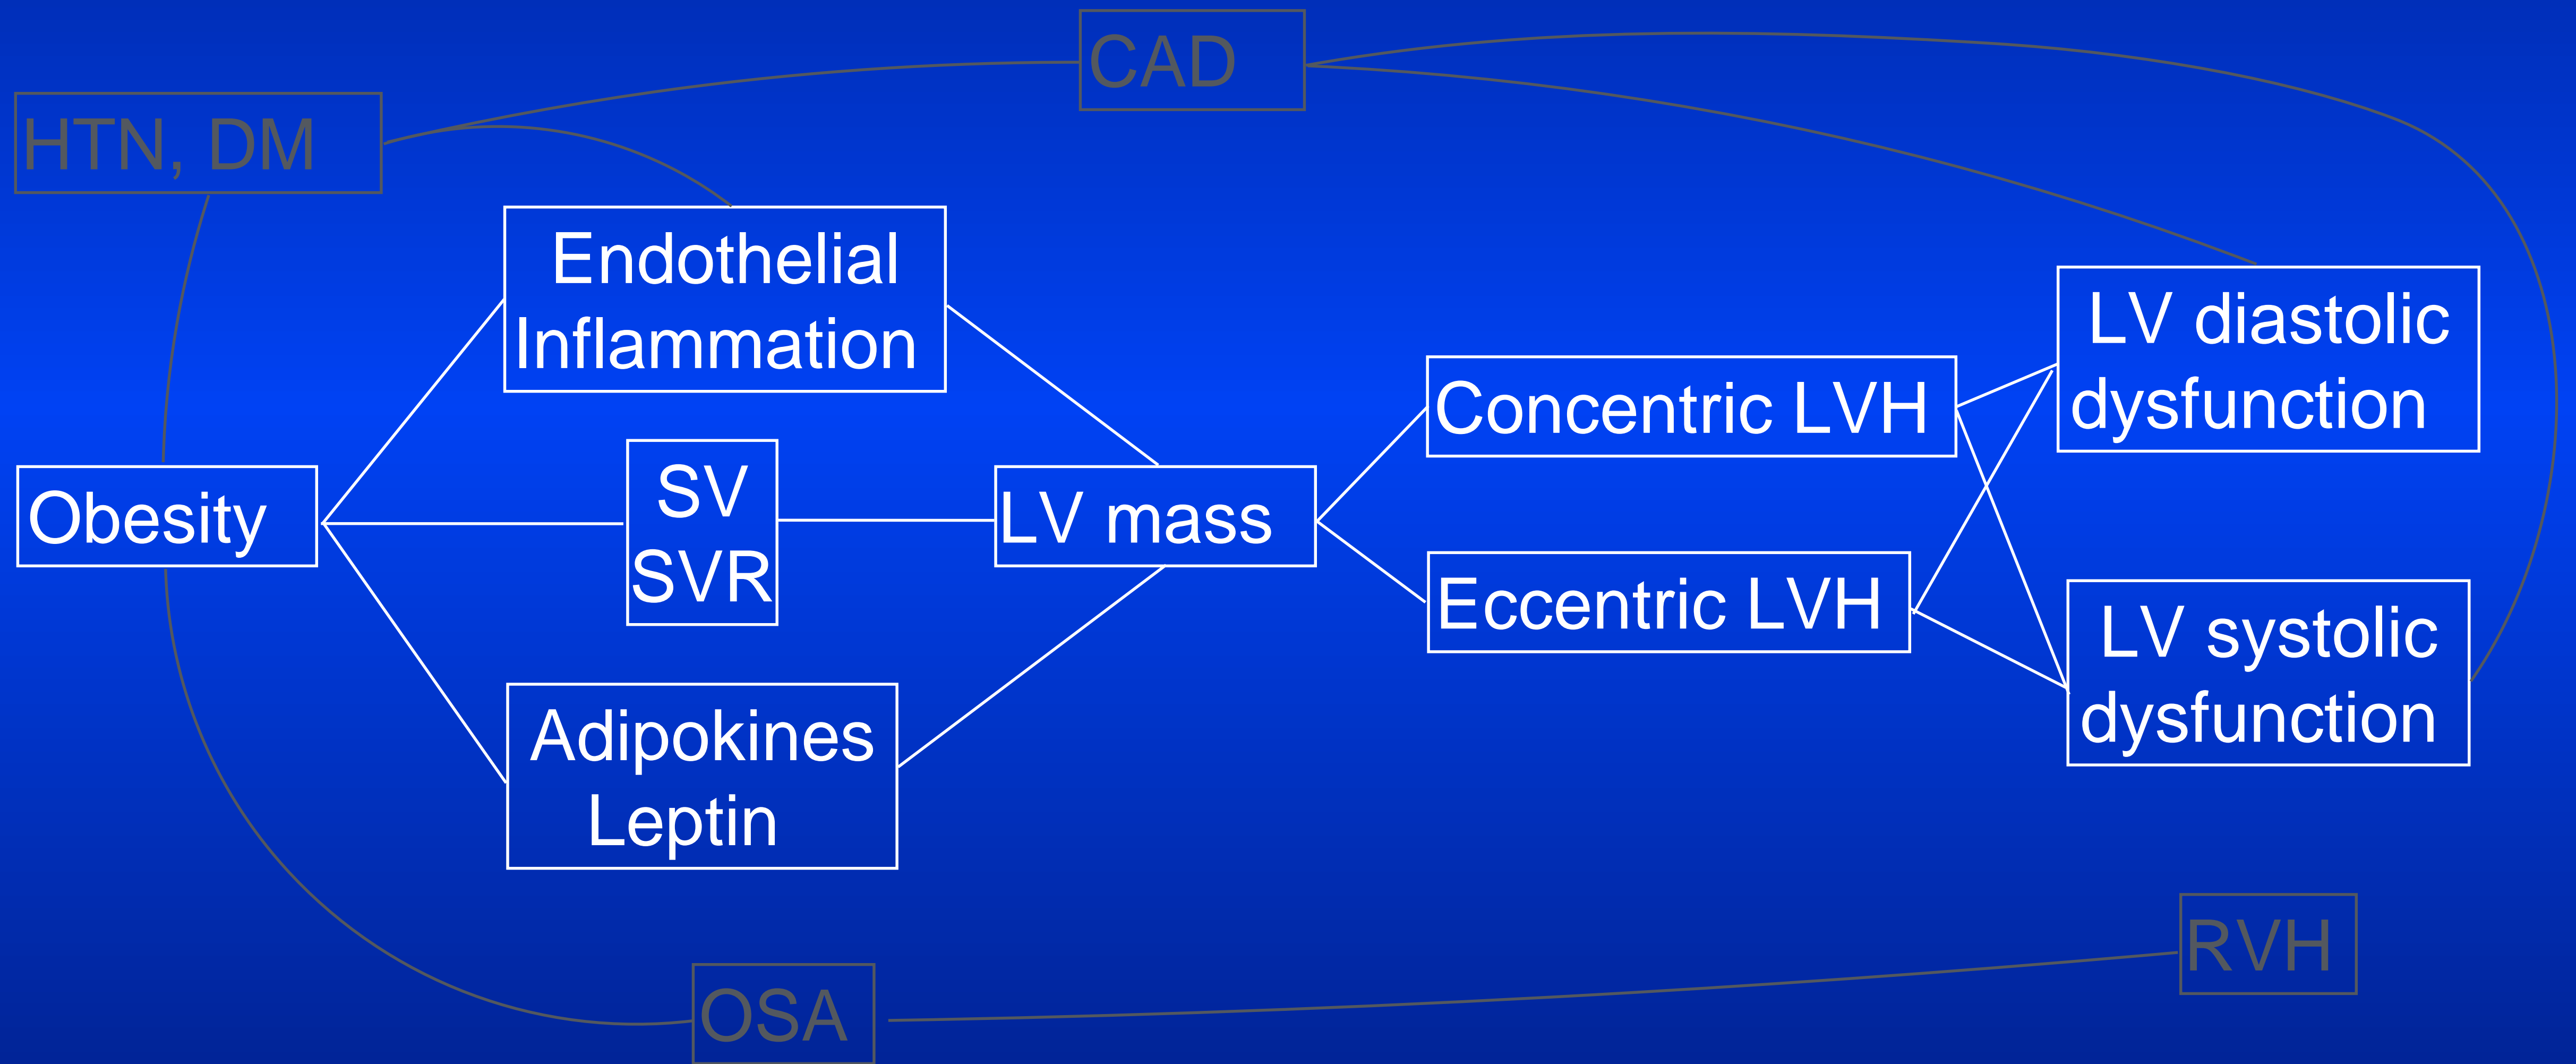 CAD
HTN, DM
Endothelial
Inflammation
LV diastolic
dysfunction
Concentric LVH
Obesity
SV
SVR
LV mass
Eccentric LVH
LV systolic
dysfunction
Adipokines
Leptin
RVH
OSA